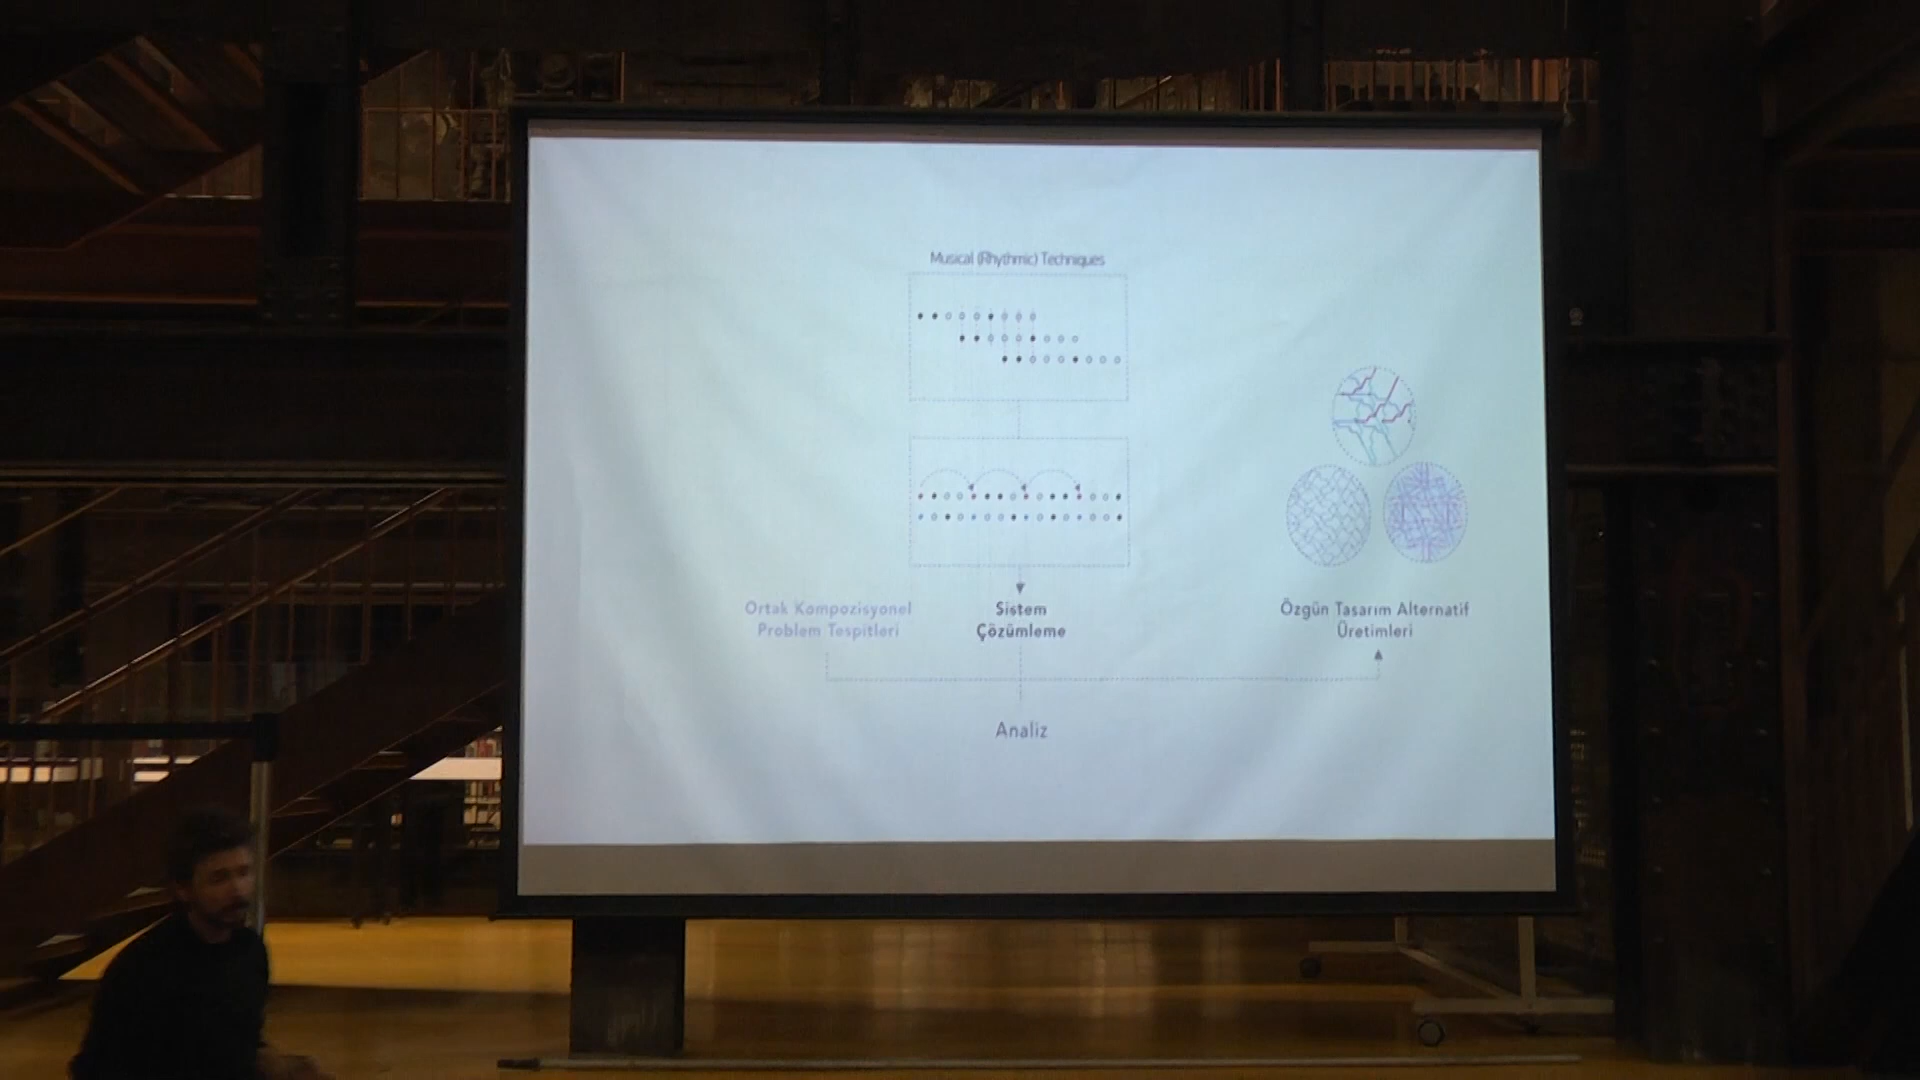 Musical (Rhythmic) Techniques
Ortak Kompozisyonel
Problem Tespitleri
Sistem
Çözümleme
Özgün Tasarım Alternatif
Üretimleri
Analiz